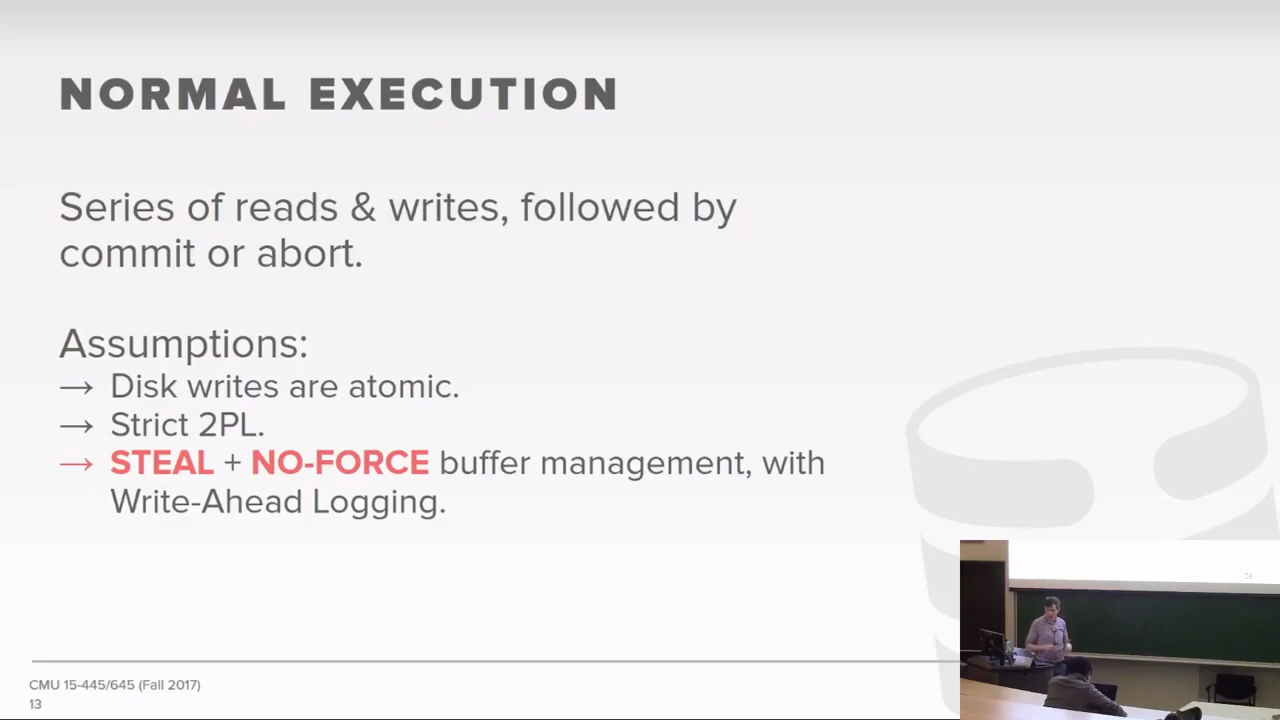 NORMAL EXECUTION
Series of reads & writes, followed by
commit or abort.
Assumptions:
→ Disk writes are atomic.
→ Strict 2PL.
→ STEAL + NO-FORCE buffer management, with
Write-Ahead Logging.
CMU 15-445/645 (Fall 2017)
13